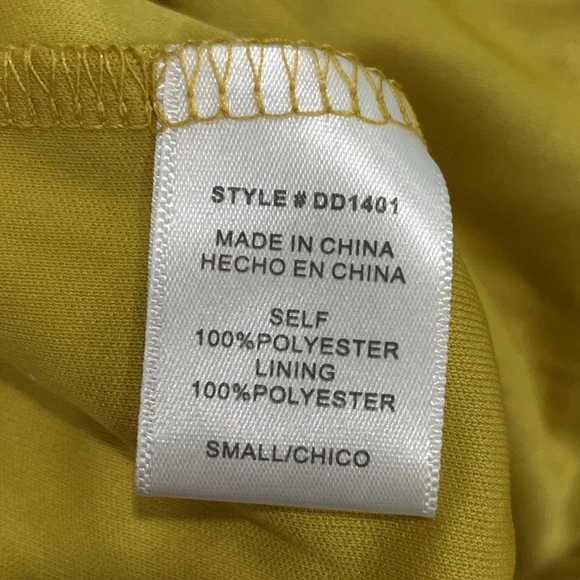 STYLE # DD1401
MADE IN CHINA
HECHO EN CHINA
SELF
100%POLYESTER
LINING
100%POLYESTER
SMALL/CHICO